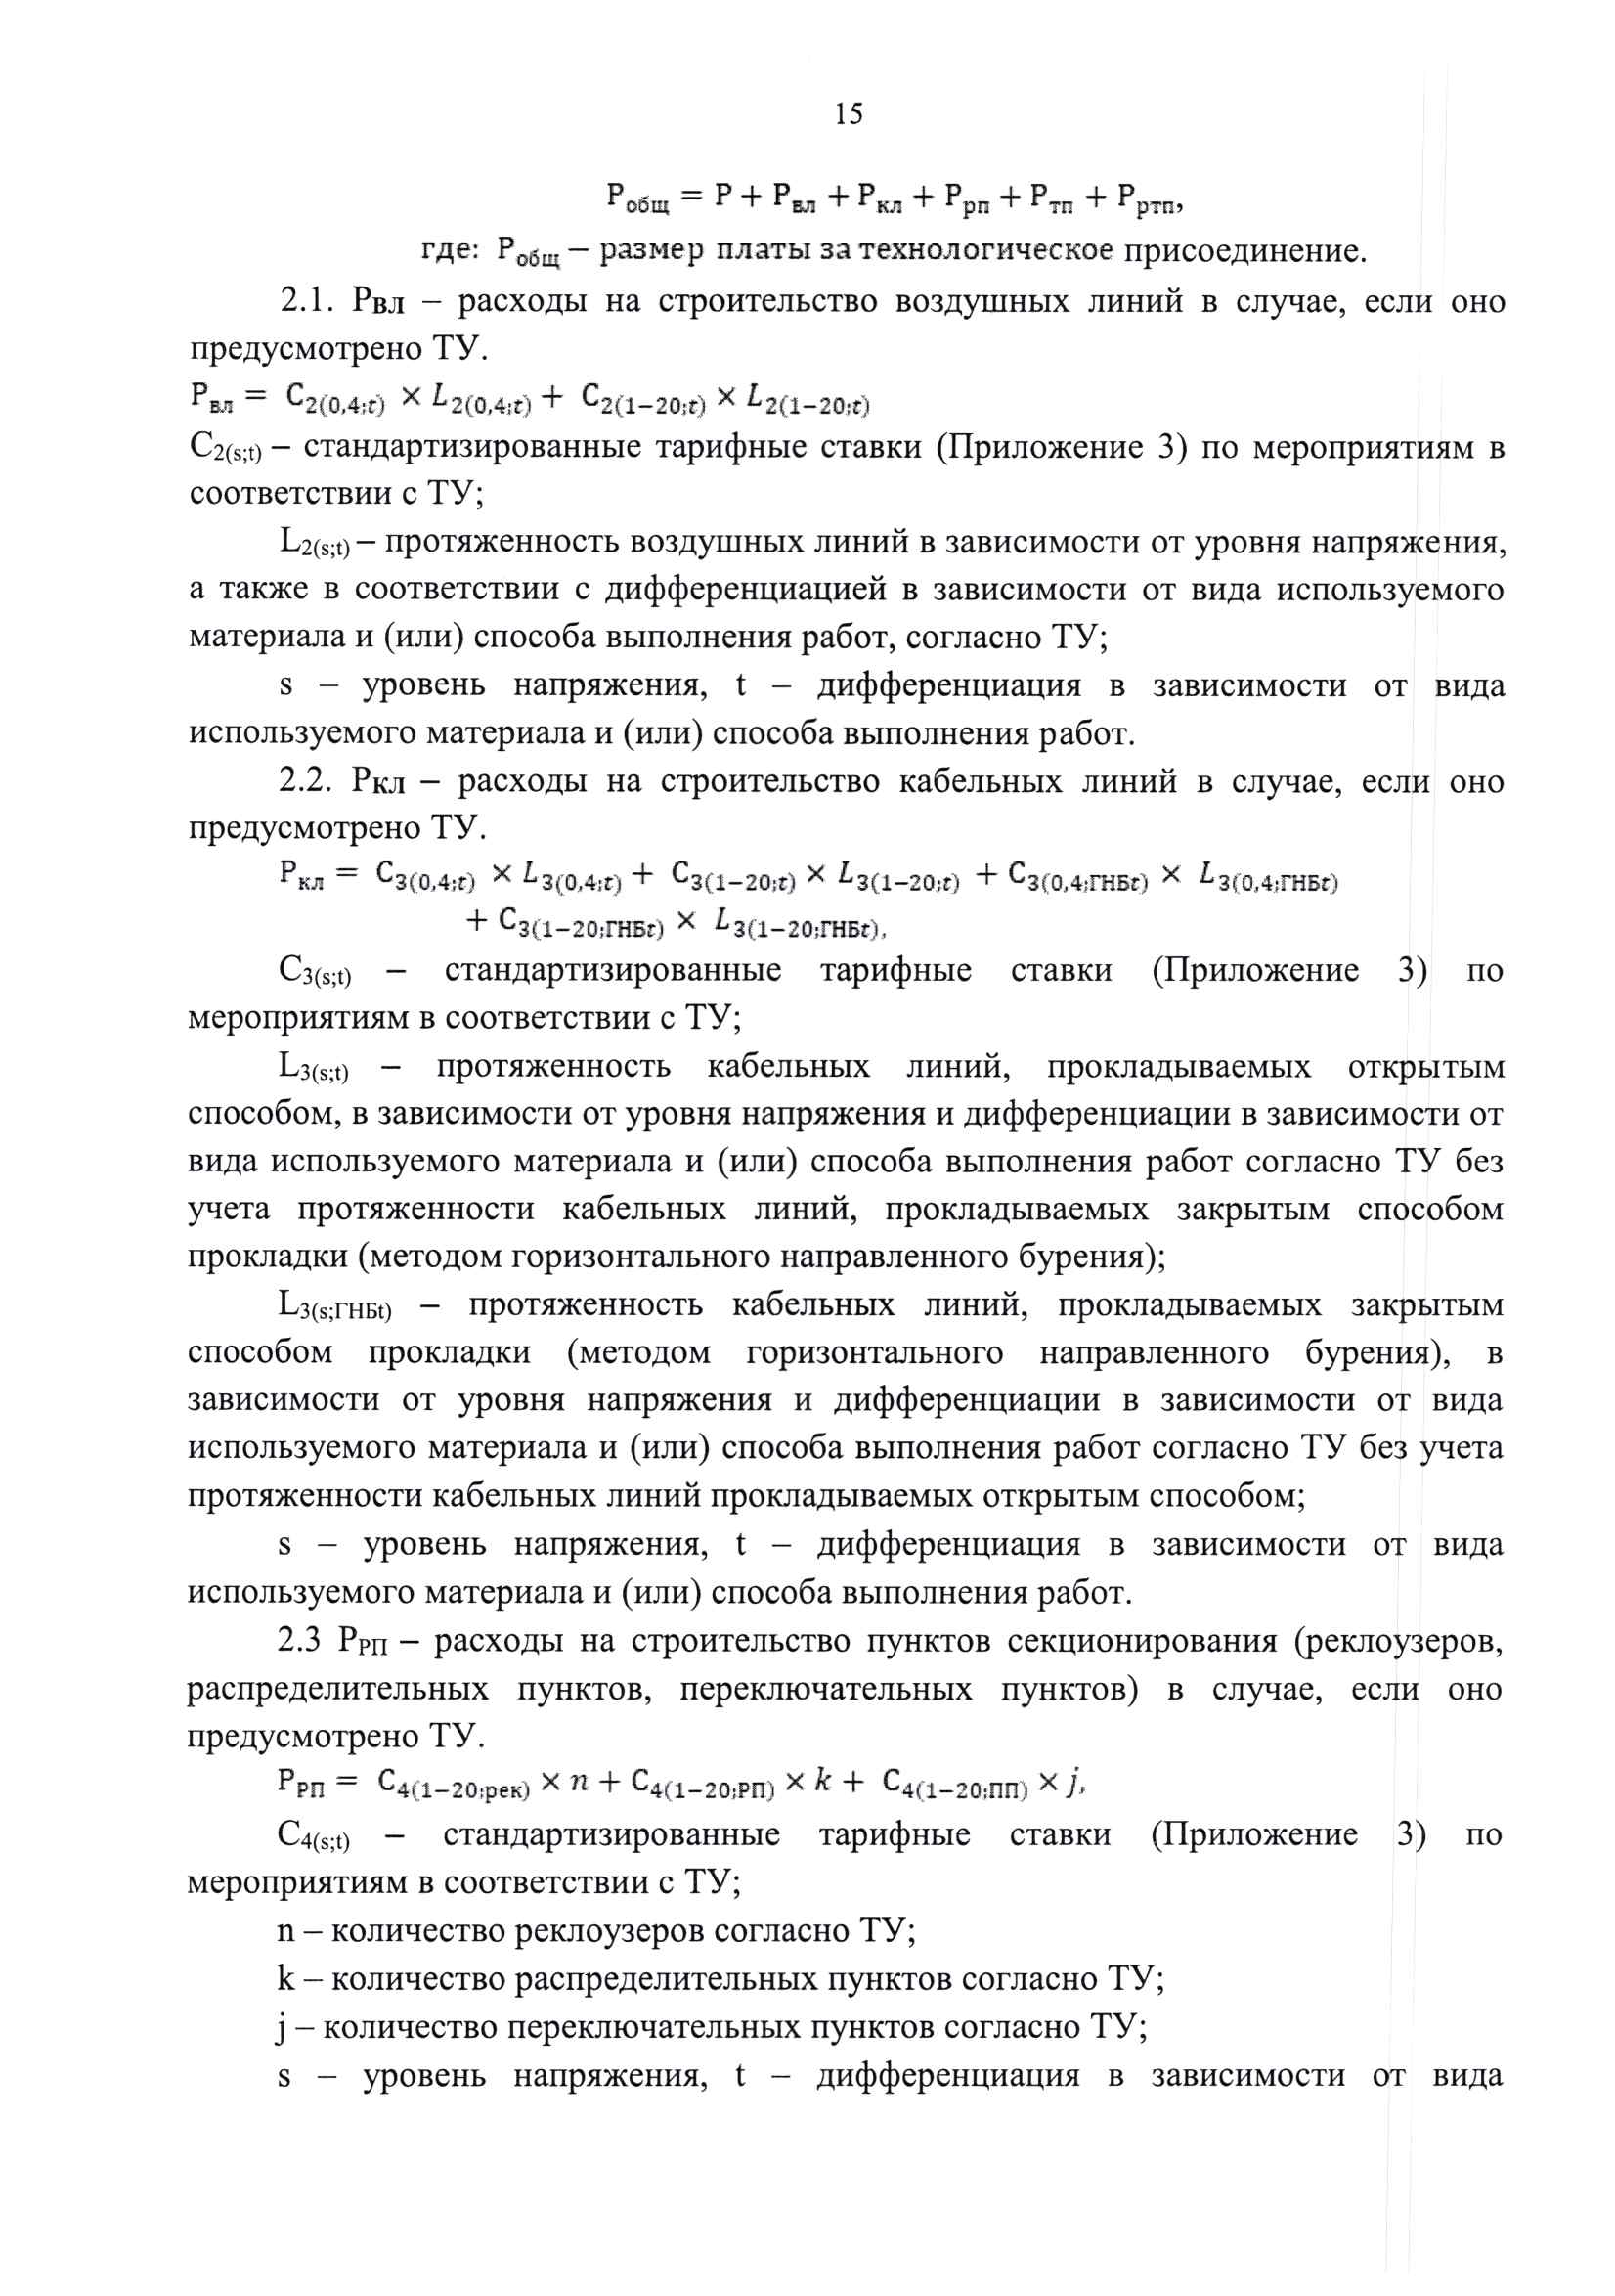 15
Pобщ = P + Pвл + Pкл + Pрп + Pтп + Pртп,
где: Pобщ – размер платы за технологическое присоединение.
2.1. PВЛ – расходы на строительство воздушных линий в случае, если оно
предусмотрено ТУ.
Pвл = C2(0,4;t) × L2(0,4;t) + C2(1–20;t) × L2(1–20;t)
C2(s;t) – стандартизированные тарифные ставки (Приложение 3) по мероприятиям в
соответствии с ТУ;
L2(s;t) – протяженность воздушных линий в зависимости от уровня напряжения,
а также в соответствии с дифференциацией в зависимости от вида используемого
материала и (или) способа выполнения работ, согласно ТУ;
s – уровень напряжения, t – дифференциация в зависимости от вида
используемого материала и (или) способа выполнения работ.
2.2. PКЛ – расходы на строительство кабельных линий в случае, если оно
предусмотрено ТУ.
Pкл = C3(0,4;t) × L3(0,4;t) + C3(1–20;t) × L3(1–20;t) + C3(0,4;ГНБt) × L3(0,4;ГНБt)
+ C3(1–20;ГНБt) × L3(1–20;ГНБt),
C3(s;t) – стандартизированные тарифные ставки (Приложение 3) по
мероприятиям в соответствии с ТУ;
L3(s;t) – протяженность кабельных линий, прокладываемых открытым
способом, в зависимости от уровня напряжения и дифференциации в зависимости от
вида используемого материала и (или) способа выполнения работ согласно ТУ без
учета протяженности кабельных линий, прокладываемых закрытым способом
прокладки (методом горизонтального направленного бурения);
L3(s;ГНБt) – протяженность кабельных линий, прокладываемых закрытым
способом прокладки (методом горизонтального направленного бурения), в
зависимости от уровня напряжения и дифференциации в зависимости от вида
используемого материала и (или) способа выполнения работ согласно ТУ без учета
протяженности кабельных линий прокладываемых открытым способом;
s – уровень напряжения, t – дифференциация в зависимости от вида
используемого материала и (или) способа выполнения работ.
2.3 PРП – расходы на строительство пунктов секционирования (реклоузеров,
распределительных пунктов, переключательных пунктов) в случае, если оно
предусмотрено ТУ.
PРП = C4(1–20;рек) × n + C4(1–20;РП) × k + C4(1–20;ПП) × j,
C4(s;t) – стандартизированные тарифные ставки (Приложение 3) по
мероприятиям в соответствии с ТУ;
n – количество реклоузеров согласно ТУ;
k – количество распределительных пунктов согласно ТУ;
j – количество переключательных пунктов согласно ТУ;
s – уровень напряжения, t – дифференциация в зависимости от вида